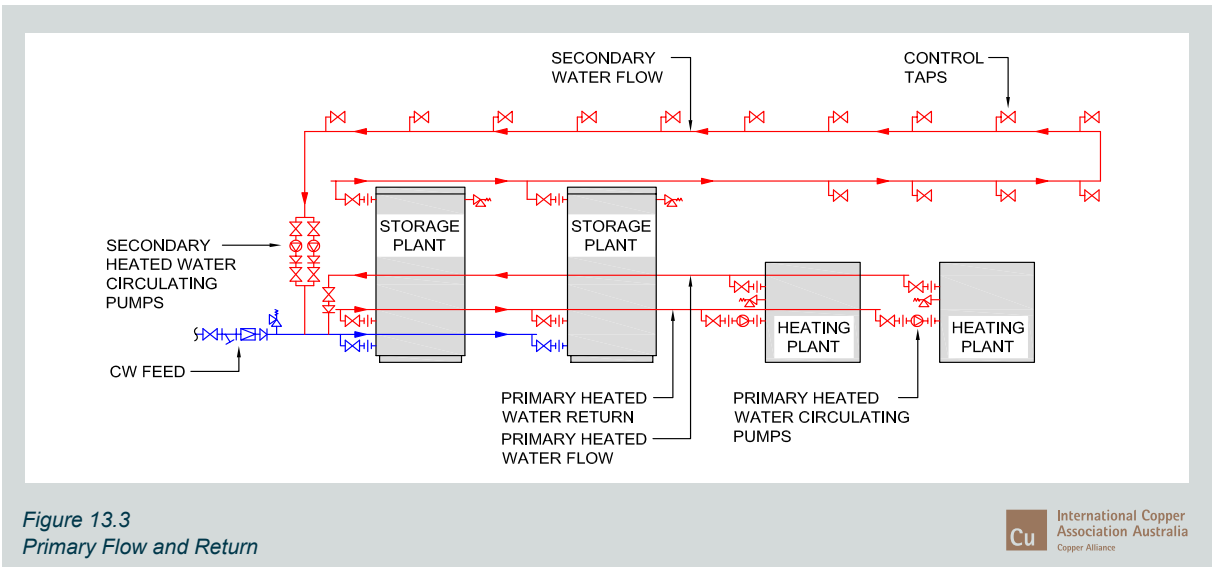 SECONDARY
WATER FLOW
CONTROL
TAPS
STORAGE
PLANT
STORAGE
PLANT
SECONDARY
HEATED WATER
CIRCULATING
PUMPS
HEATING
PLANT
HEATING
PLANT
CW FEED
PRIMARY HEATED
WATER RETURN
PRIMARY HEATED
WATER FLOW
PRIMARY HEATED
WATER CIRCULATING
PUMPS
Figure 13.3
Primary Flow and Return
Cu
International Copper
Association Australia
Copper Alliance